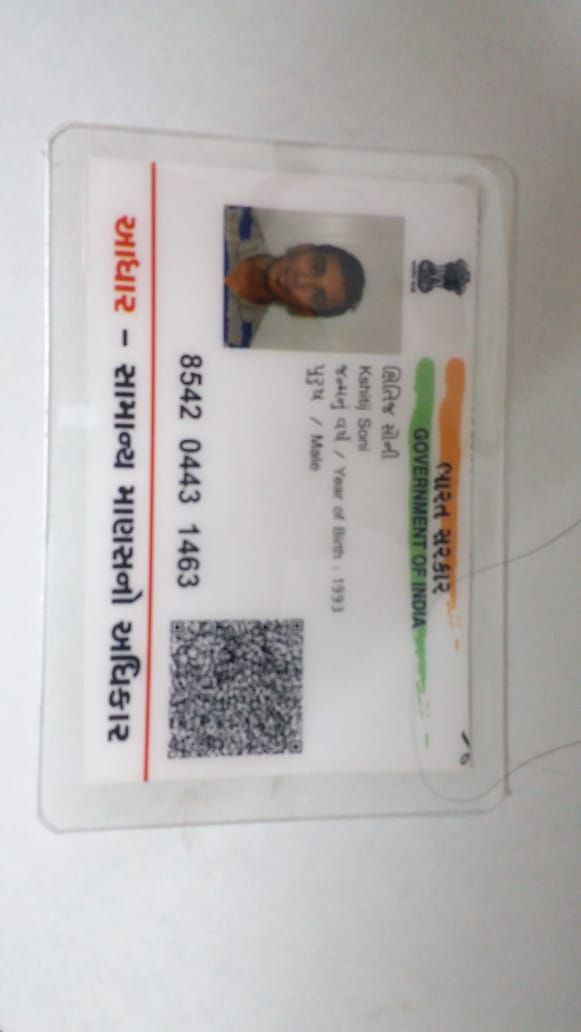 ભારત સરકાર
GOVERNMENT OF INDIA
ક્ષિતિજ સોની
Kshitij Soni
જન્મનું વર્ષ / Year of Birth : 1993
પુરુષ / Male
8542 0443 1463
આધાર – સામાન્ય માણસનો અધિકાર